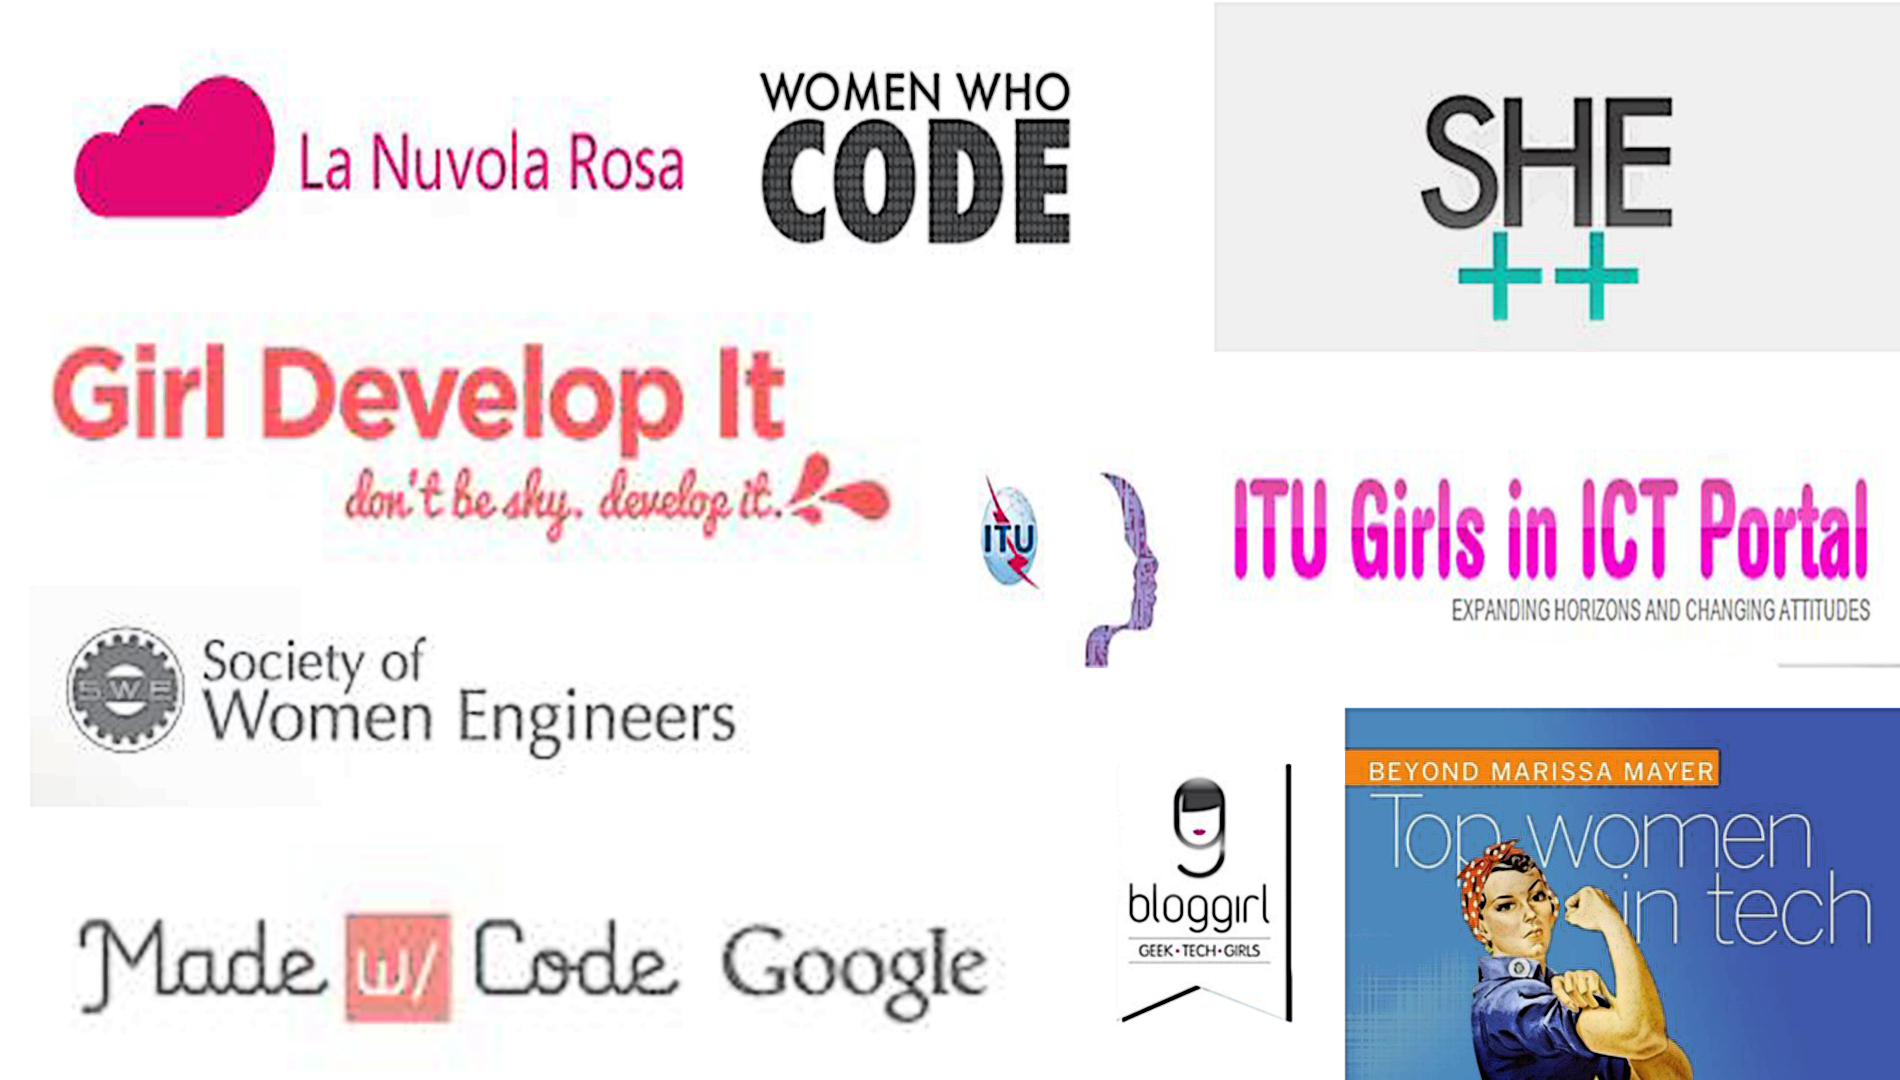 La Nuvola Rosa
WOMEN WHO
CODE
SHE
++
Girl Develop It
don't be shy. develop it.
ITU
ITU Girls in ICT Portal
EXPANDING HORIZONS AND CHANGING ATTITUDES
SWE
Society of
Women Engineers
Made w/ Code Google
bloggirl
GEEK • TECH • GIRLS
BEYOND MARISSA MAYER
Top women
in tech